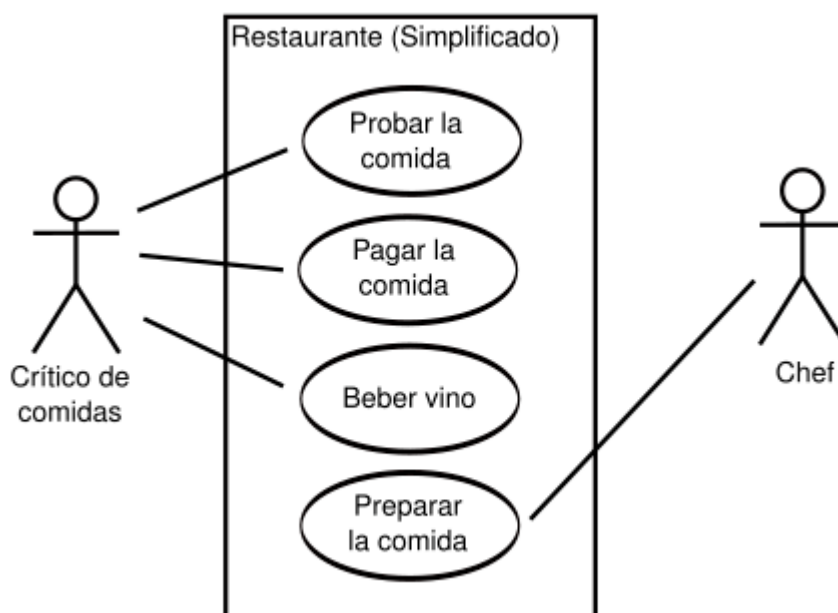 Restaurante (Simplificado)
Probar la
comida
Pagar la
comida
Beber vino
Preparar
la comida
Crítico de
comidas
Chef